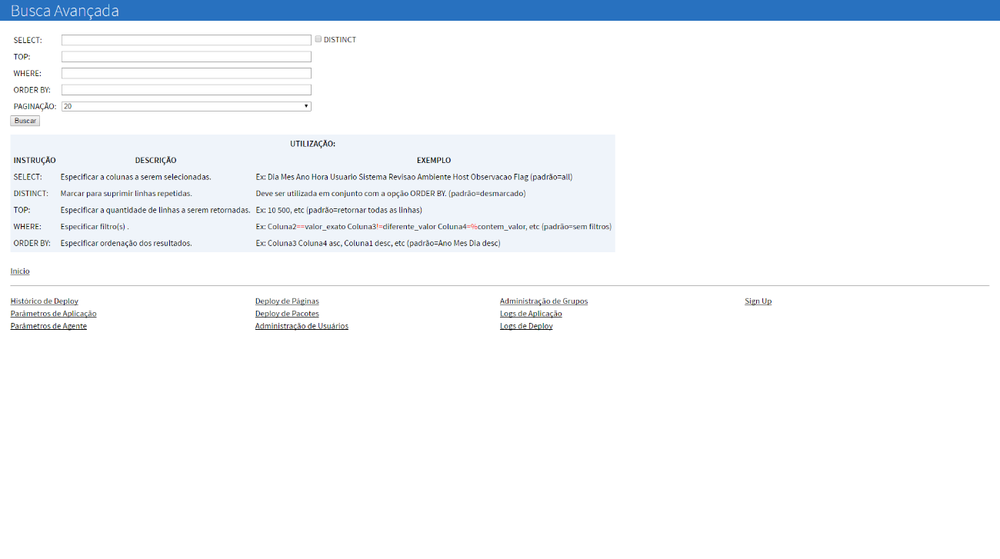 Busca Avançada
SELECT: DISTINCT
TOP:
WHERE:
ORDER BY:
PAGINAÇÃO: 20
Buscar
UTILIZAÇÃO:
INSTRUÇÃO DESCRIÇÃO EXEMPLO
SELECT: Especificar a colunas a serem selecionadas. Ex: Dia Mes Ano Hora Usuario Sistema Revisao Ambiente Host Observacao Flag (padrão=all)
DISTINCT: Marcar para suprimir linhas repetidas. Deve ser utilizada em conjunto com a opção ORDER BY. (padrão=desmarcado)
TOP: Especificar a quantidade de linhas a serem retornadas. Ex: 10 500, etc (padrão=retornar todas as linhas)
WHERE: Especificar filtro(s) . Ex: Coluna2==valor_exato Coluna3!=diferente_valor Coluna4=%contem_valor, etc (padrão=sem filtros)
ORDER BY: Especificar ordenação dos resultados. Ex: Coluna3 Coluna4 asc, Coluna1 desc, etc (padrão=Ano Mes Dia desc)
Início
Histórico de Deploy Deploy de Páginas Administração de Grupos Sign Up
Parâmetros de Aplicação Deploy de Pacotes Logs de Aplicação
Parâmetros de Agente Administração de Usuários Logs de Deploy